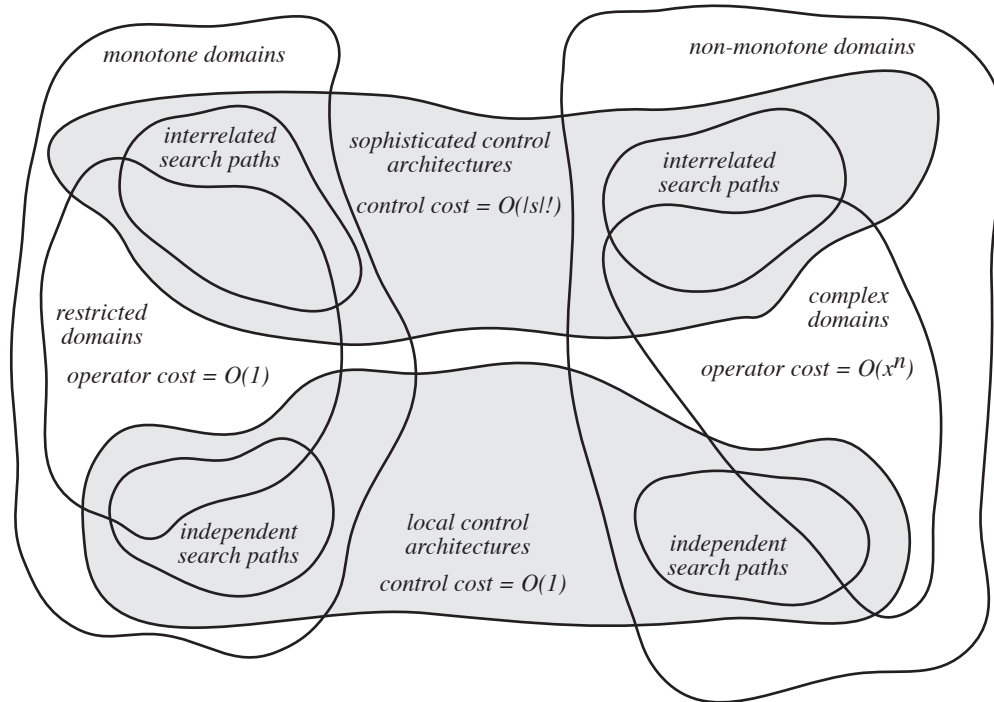 monotone domains
non-monotone domains
interrelated
search paths
sophisticated control
architectures
control cost = O(|s|!)
interrelated
search paths
restricted
domains
operator cost = O(1)
complex
domains
operator cost = O(xⁿ)
independent
search paths
local control
architectures
control cost = O(1)
independent
search paths